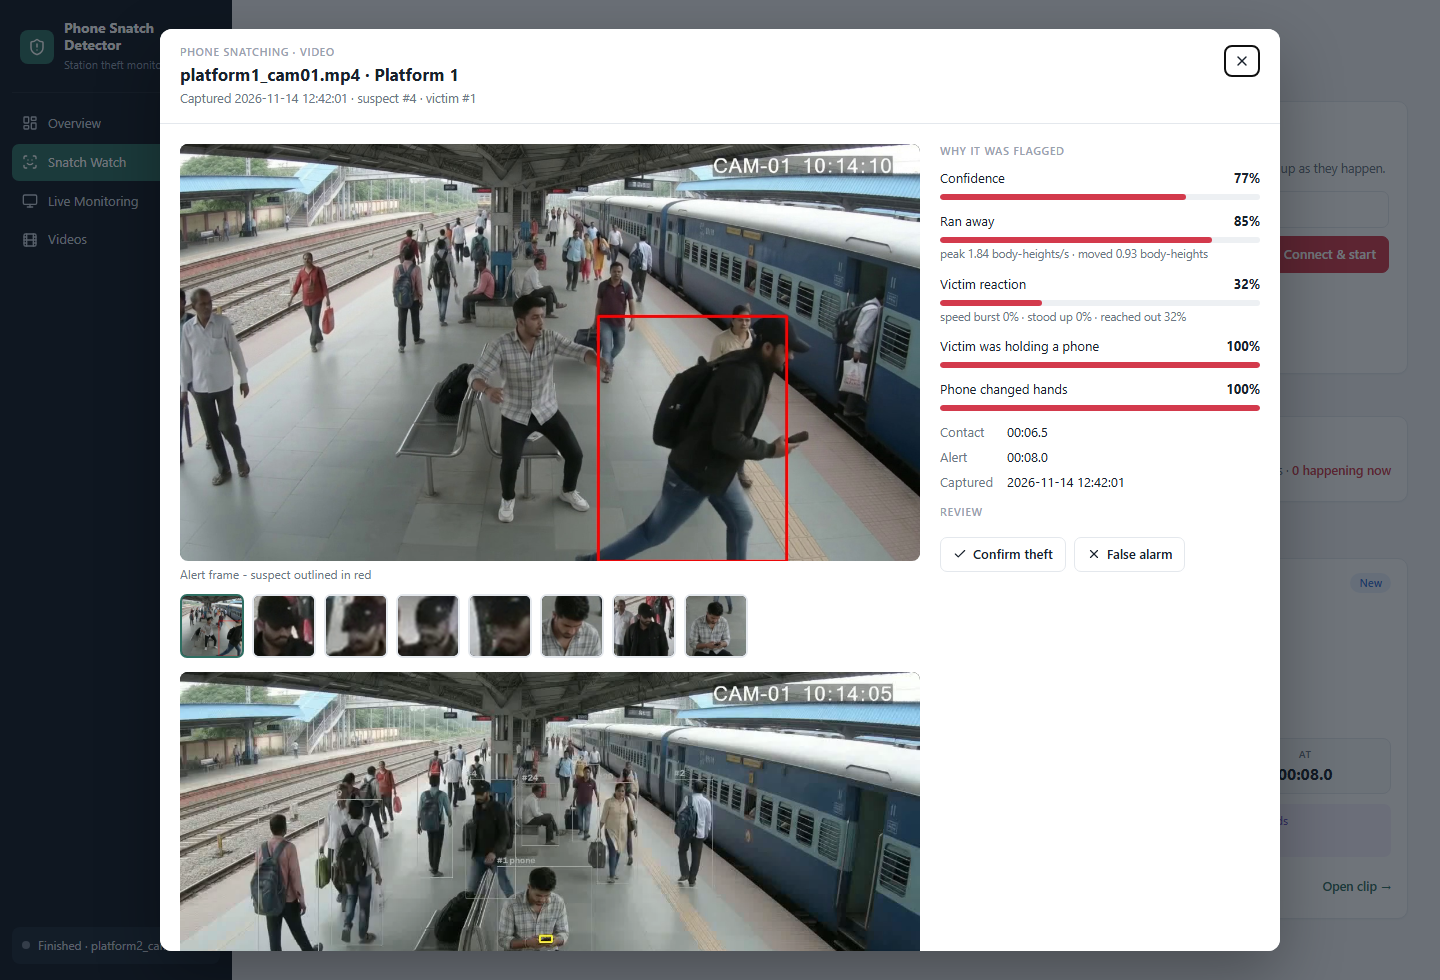 Phone Snatch
Detector
Station theft monito
Overview
Snatch Watch
Live Monitoring
Videos
Finished · platform2_ca
PHONE SNATCHING · VIDEO
platform1_cam01.mp4 · Platform 1
Captured 2026-11-14 12:42:01 · suspect #4 · victim #1
CAM-01 10:14:10
Alert frame - suspect outlined in red
CAM-01 10:14:05
#24
#2
#1 phone
WHY IT WAS FLAGGED
Confidence 77%
Ran away 85%
peak 1.84 body-heights/s · moved 0.93 body-heights
Victim reaction 32%
speed burst 0% · stood up 0% · reached out 32%
Victim was holding a phone 100%
Phone changed hands 100%
Contact 00:06.5
Alert 00:08.0
Captured 2026-11-14 12:42:01
REVIEW
Confirm theft
False alarm
up as they happen.
Connect & start
· 0 happening now
New
AT
00:08.0
Open clip →